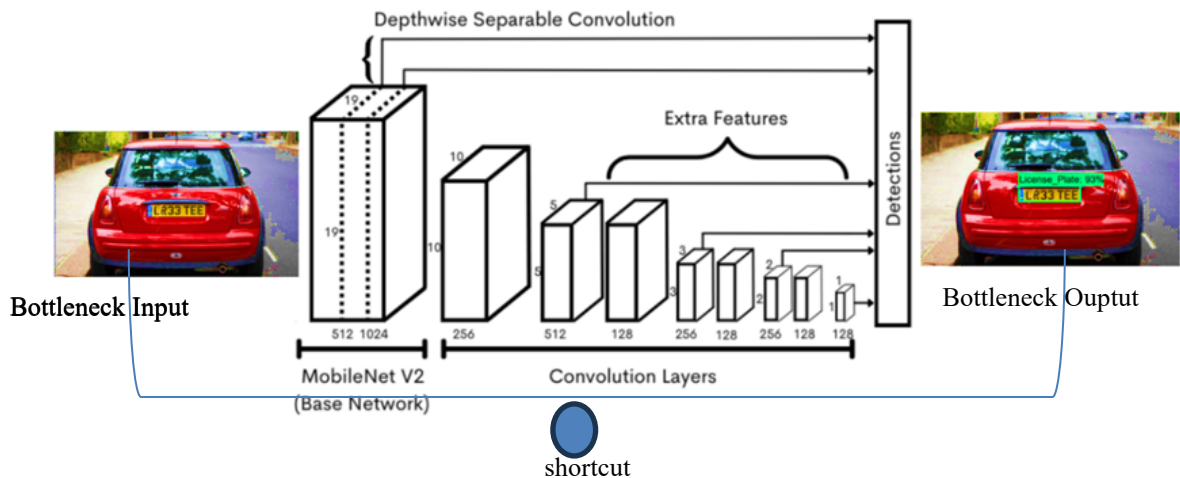 Depthwise Separable Convolution
19
Extra Features
10
License_Plate: 93%
LR33 TEE
LR33 TEE
5
19
10
3
2
1
5
3
2
1
Detections
Bottleneck Input
Bottleneck Ouptut
512 1024
256
512
128
256
128
256
128
128
MobileNet V2
(Base Network)
Convolution Layers
shortcut